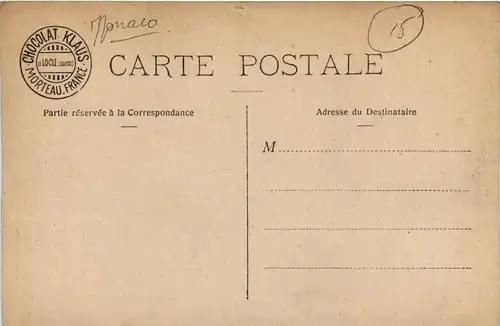 Monaco
15
CHOCOLAT KLAUS
LE LOCLE (SUISSE)
MORTEAU. FRANCE
CARTE POSTALE
Partie réservée à la Correspondance
Adresse du Destinataire
M